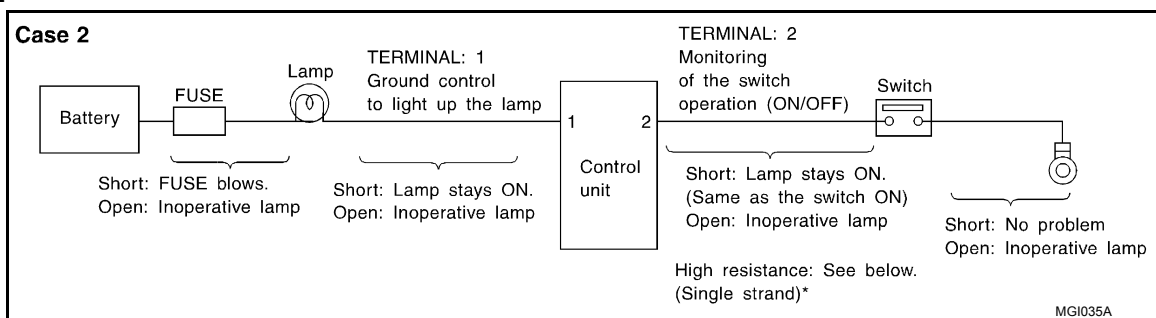 Case 2
Battery
FUSE
Lamp
TERMINAL: 1
Ground control
to light up the lamp
TERMINAL: 2
Monitoring
of the switch
operation (ON/OFF)
Switch
1
2
Control
unit
Short: FUSE blows.
Open: Inoperative lamp
Short: Lamp stays ON.
Open: Inoperative lamp
Short: Lamp stays ON.
(Same as the switch ON)
Open: Inoperative lamp
High resistance: See below.
(Single strand)*
Short: No problem
Open: Inoperative lamp
MGI035A